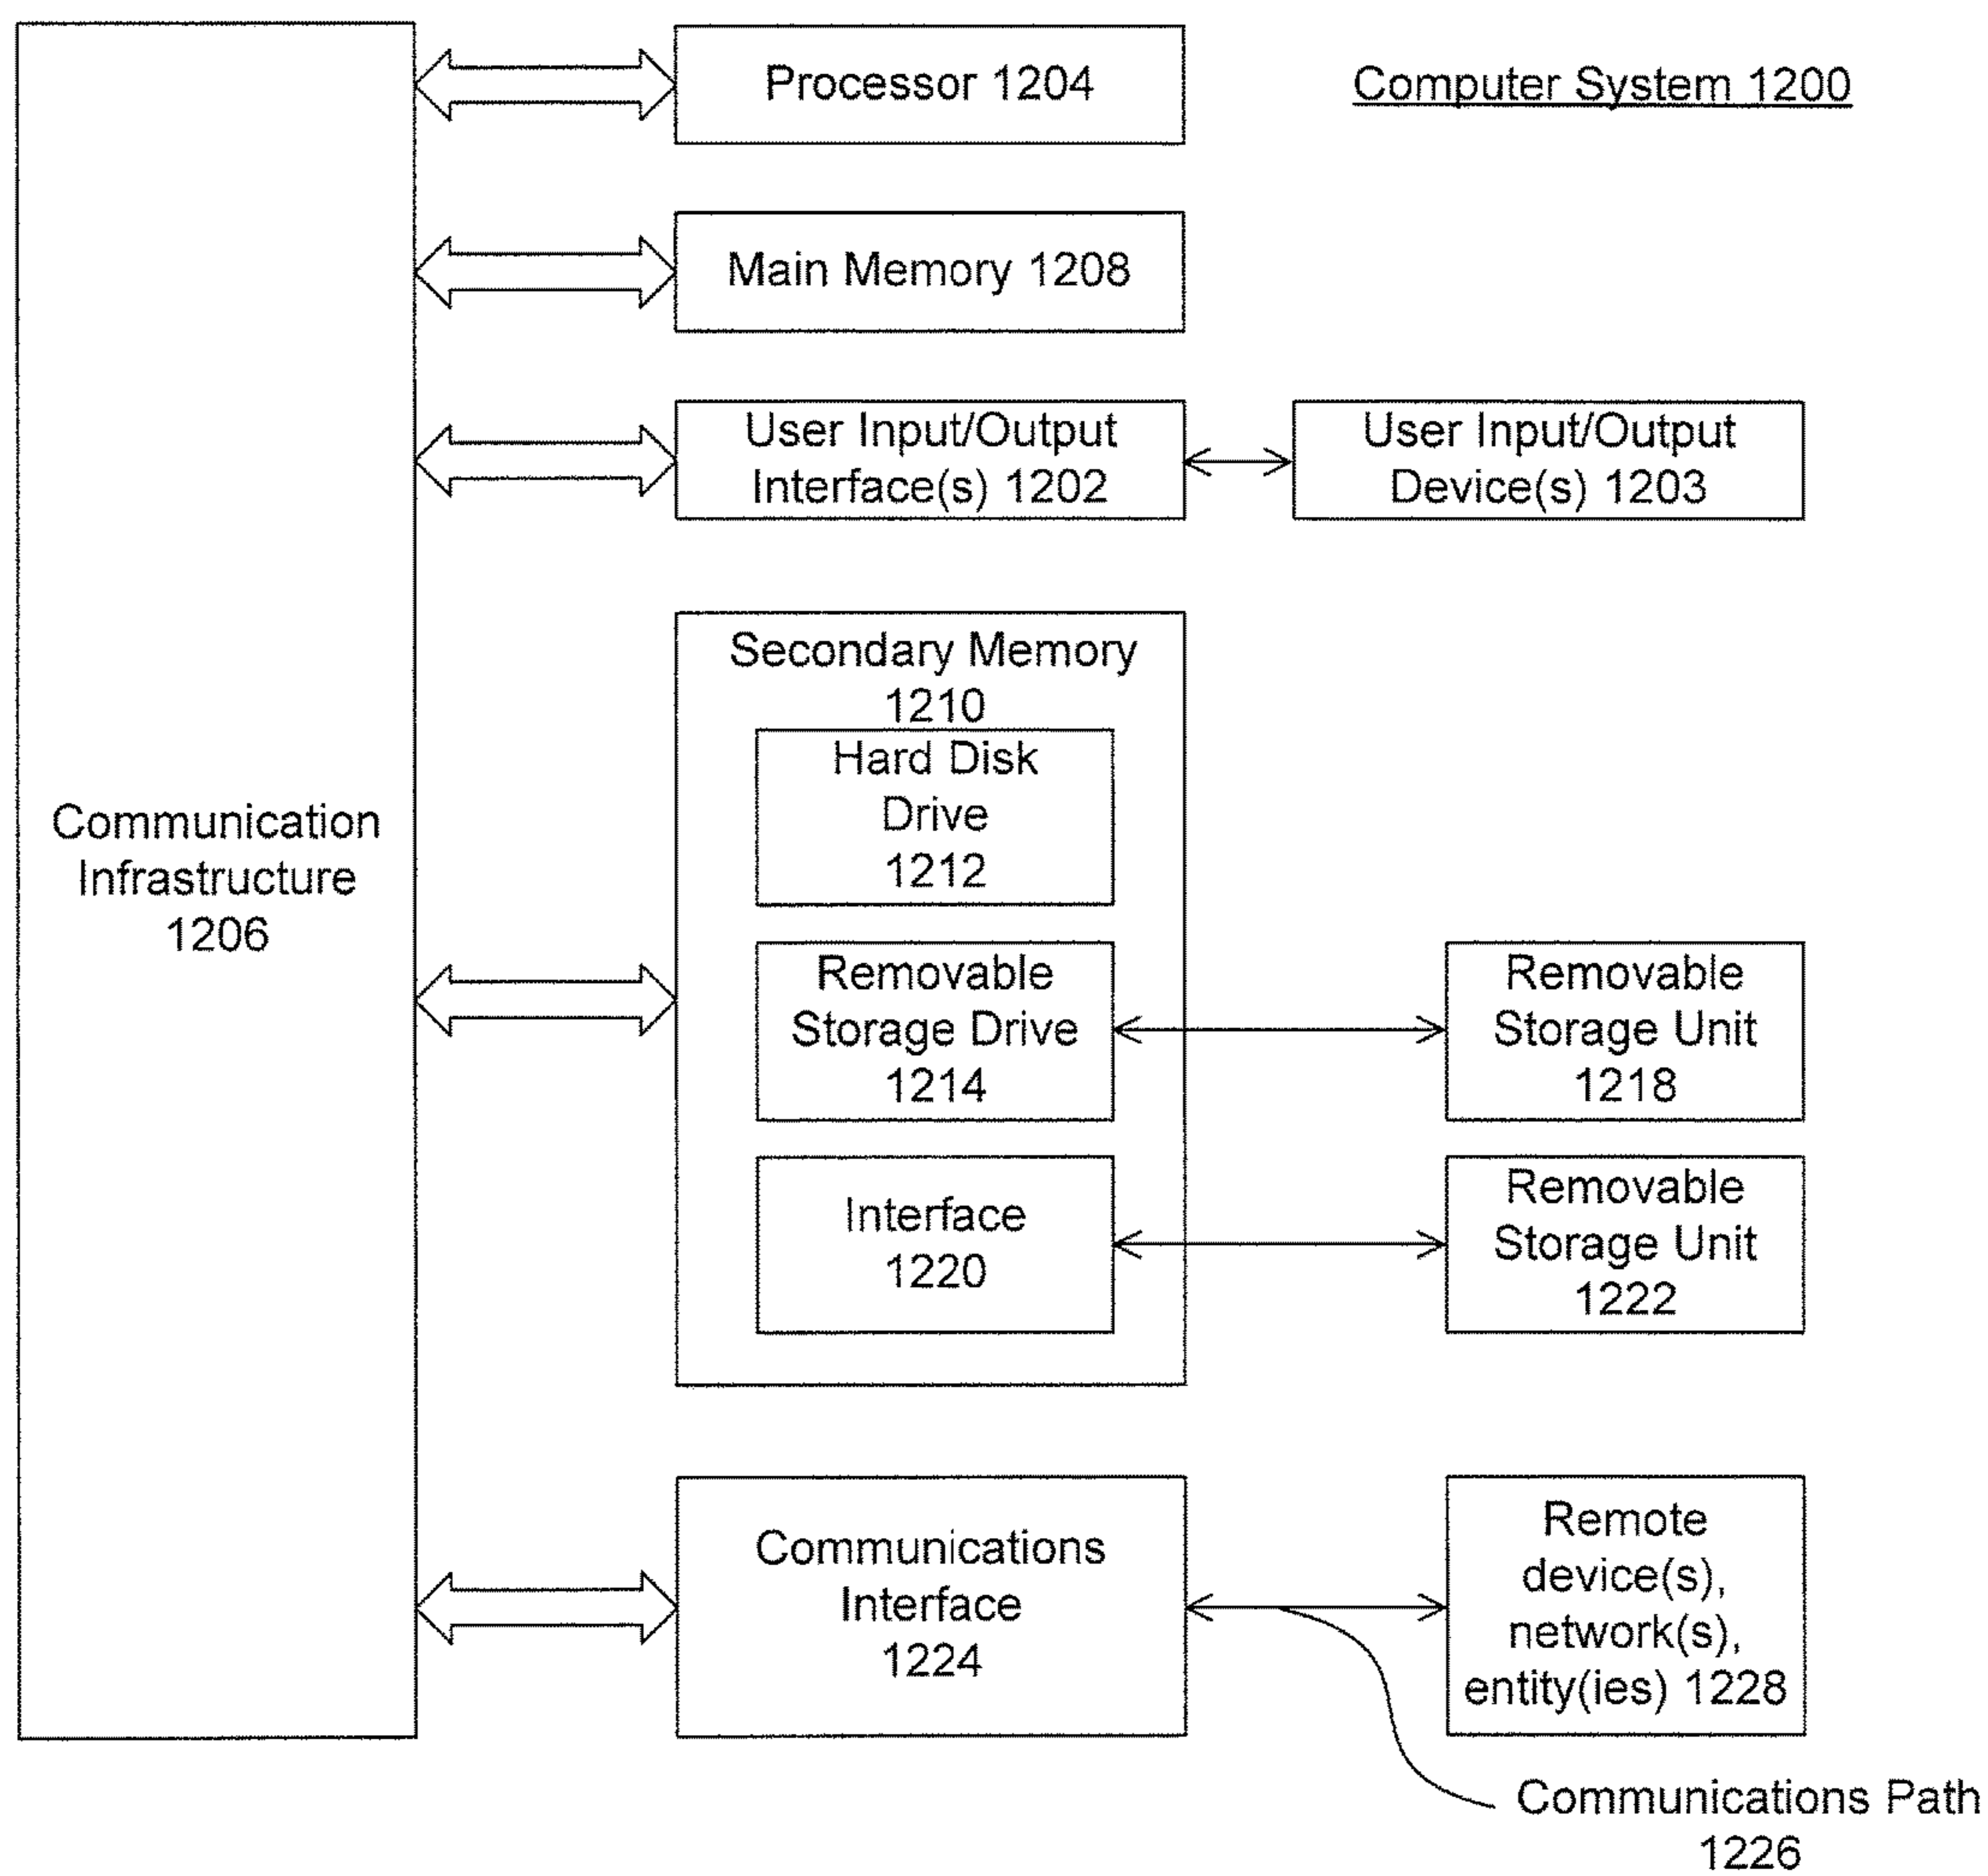 Processor 1204
Computer System 1200
Main Memory 1208
User Input/Output
Interface(s) 1202
User Input/Output
Device(s) 1203
Communication
Infrastructure
1206
Secondary Memory
1210
Hard Disk
Drive
1212
Removable
Storage Drive
1214
Removable
Storage Unit
1218
Interface
1220
Removable
Storage Unit
1222
Communications
Interface
1224
Remote
device(s),
network(s),
entity(ies) 1228
Communications Path
1226